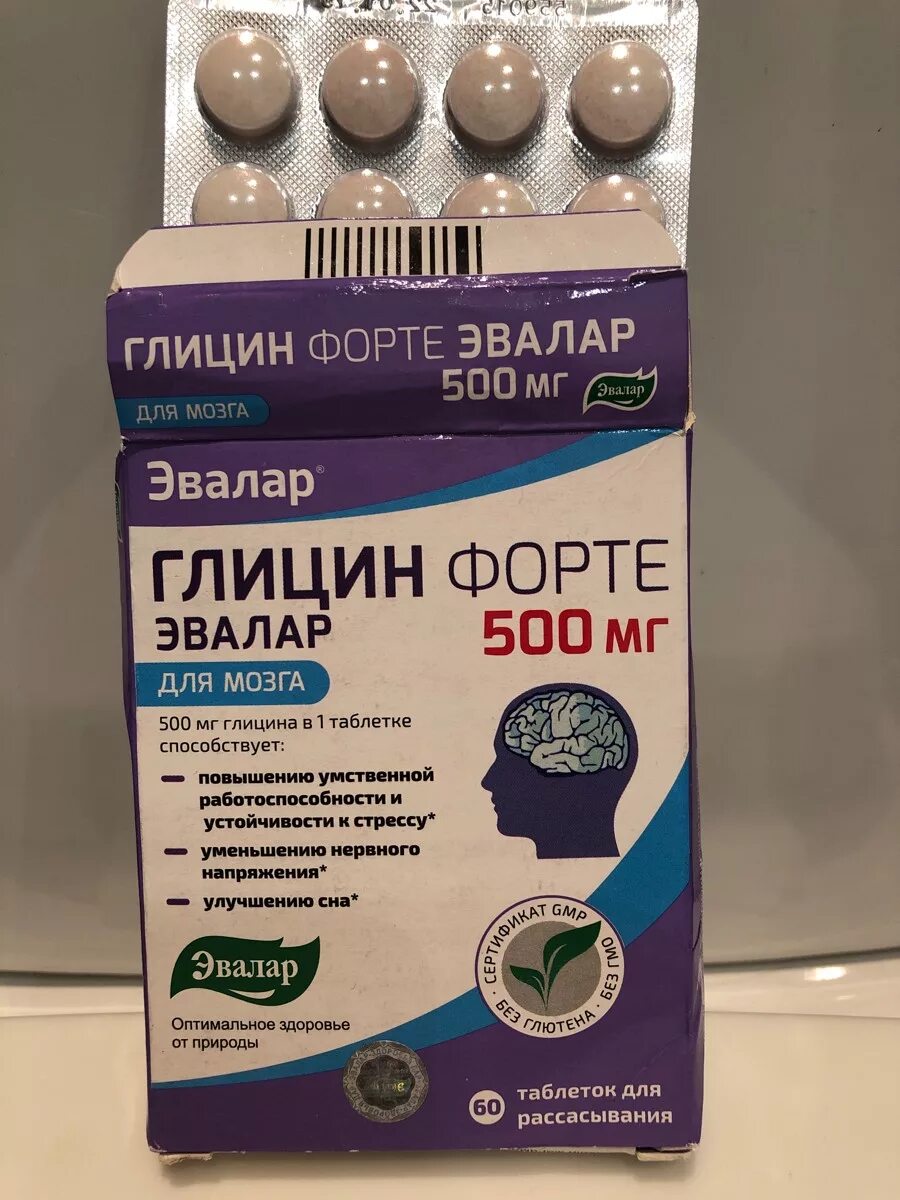 ГЛИЦИН ФОРТЕ ЭВАЛАР
500 МГ
Эвалар
ДЛЯ МОЗГА
Эвалар®
ГЛИЦИН ФОРТЕ
ЭВАЛАР 500 МГ
ДЛЯ МОЗГА
500 мг глицина в 1 таблетке
способствует:
– повышению умственной
работоспособности и
устойчивости к стрессу*
– уменьшению нервного
напряжения*
– улучшению сна*
· СЕРТИФИКАТ GMP · БЕЗ ГМО · БЕЗ ГЛЮТЕНА
Эвалар
Оптимальное здоровье
от природы
60 таблеток для
рассасывания